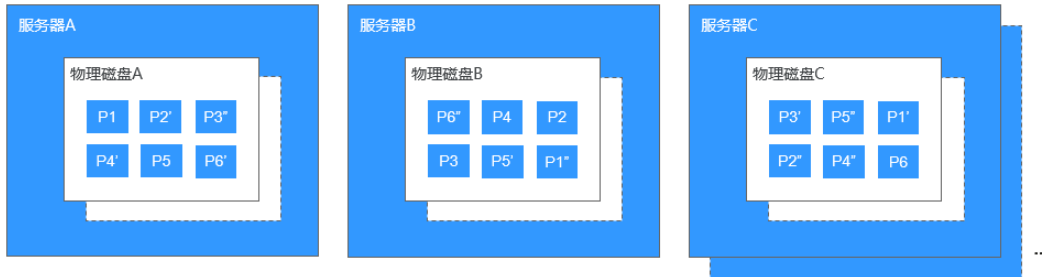 服务器A
物理磁盘A
P1 P2' P3"
P4' P5 P6'
服务器B
物理磁盘B
P6" P4 P2
P3 P5' P1"
服务器C
物理磁盘C
P3' P5" P1'
P2" P4" P6
..